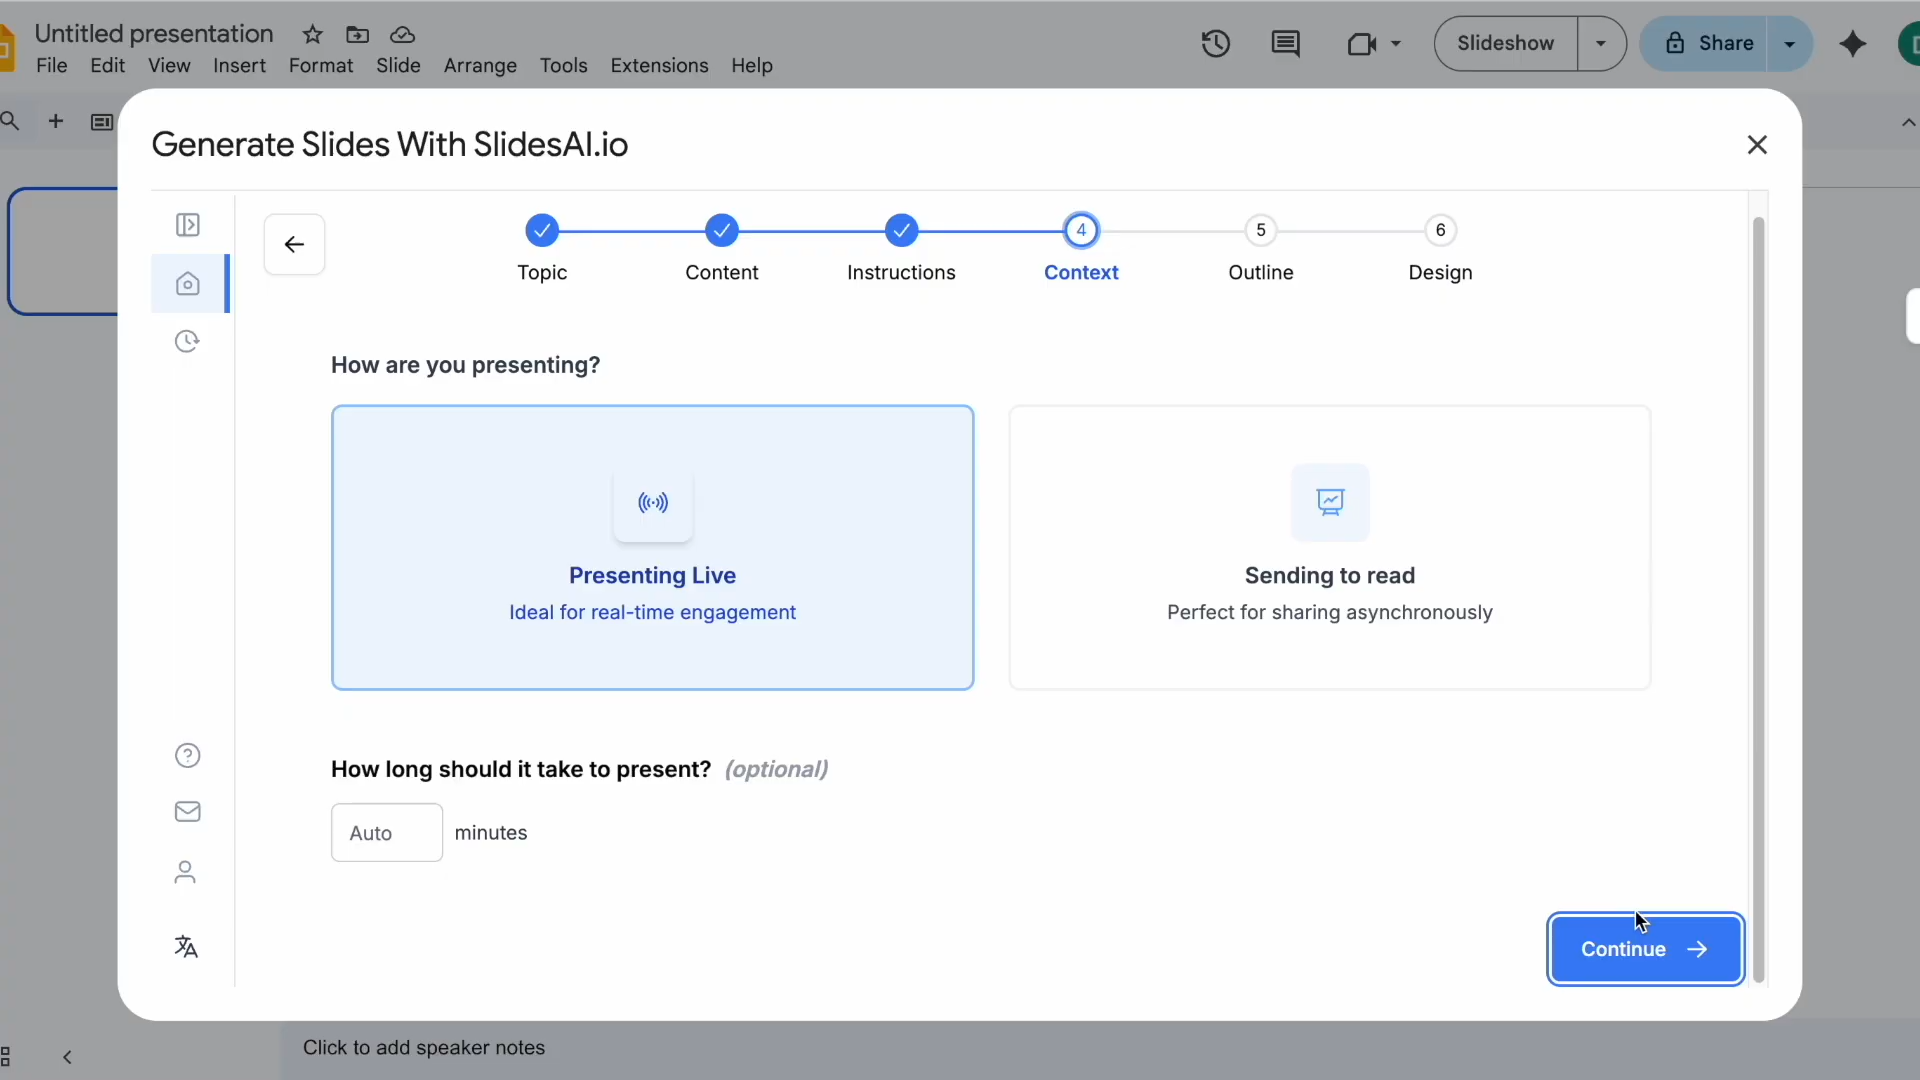 Untitled presentation
File Edit View Insert Format Slide Arrange Tools Extensions Help
Slideshow
Share
Generate Slides With SlidesAI.io
4 5 6
Topic Content Instructions Context Outline Design
How are you presenting?
Presenting Live
Ideal for real-time engagement
Sending to read
Perfect for sharing asynchronously
How long should it take to present? (optional)
Auto minutes
Continue
Click to add speaker notes